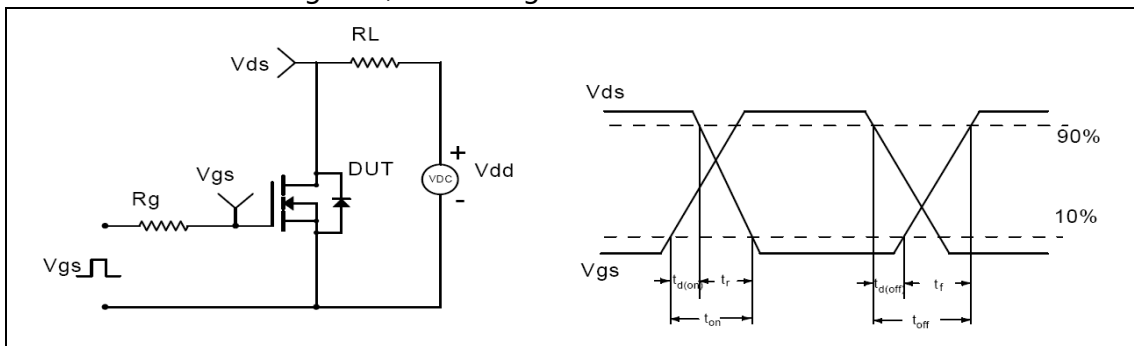 RL
Vds
Vgs
DUT
+
VDC
Vdd
-
Rg
Vgs
Vds
90%
10%
Vgs
td(on)
tr
td(off)
tf
ton
toff